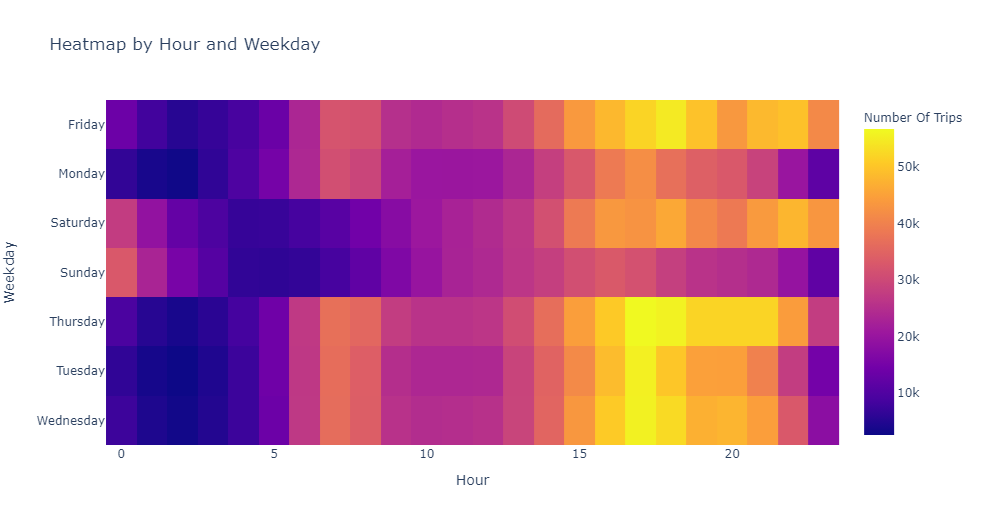 Heatmap by Hour and Weekday
Number Of Trips
50k
40k
30k
20k
10k
Weekday
Friday
Monday
Saturday
Sunday
Thursday
Tuesday
Wednesday
0 5 10 15 20
Hour